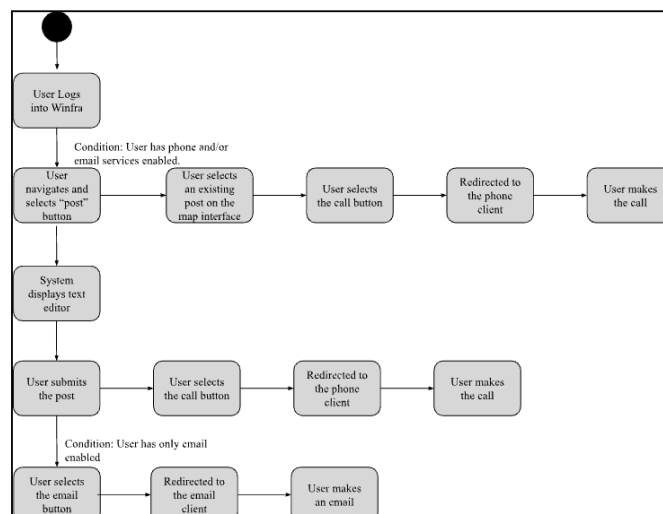 User Logs
into Winfra
Condition: User has phone and/or
email services enabled.
User
navigates and
selects “post”
button
User selects
an existing
post on the
map interface
User selects
the call button
Redirected to
the phone
client
User makes
the call
System
displays text
editor
User submits
the post
User selects
the call button
Redirected to
the phone
client
User makes
the call
Condition: User has only email
enabled
User selects
the email
button
Redirected to
the email
client
User makes
an email